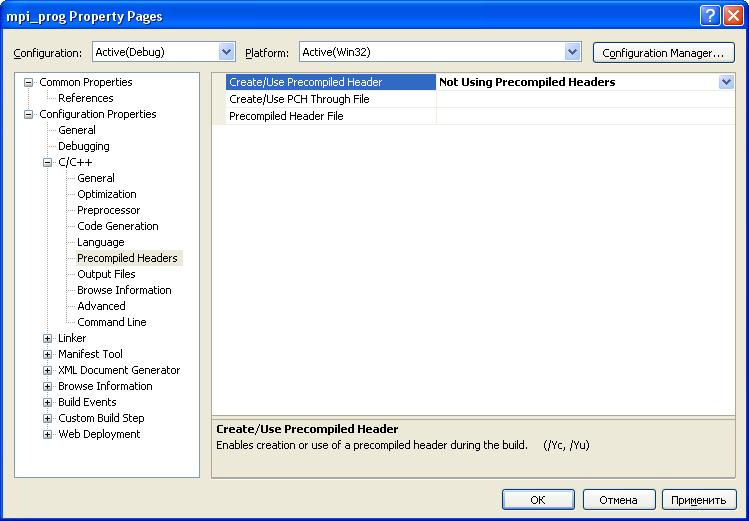 mpi_prog Property Pages
Configuration: Active(Debug) Platform: Active(Win32) Configuration Manager...
Common Properties
References
Configuration Properties
General
Debugging
C/C++
General
Optimization
Preprocessor
Code Generation
Language
Precompiled Headers
Output Files
Browse Information
Advanced
Command Line
Linker
Manifest Tool
XML Document Generator
Browse Information
Build Events
Custom Build Step
Web Deployment
Create/Use Precompiled Header Not Using Precompiled Headers
Create/Use PCH Through File
Precompiled Header File
Create/Use Precompiled Header
Enables creation or use of a precompiled header during the build. (/Yc, /Yu)
OK Отмена Применить